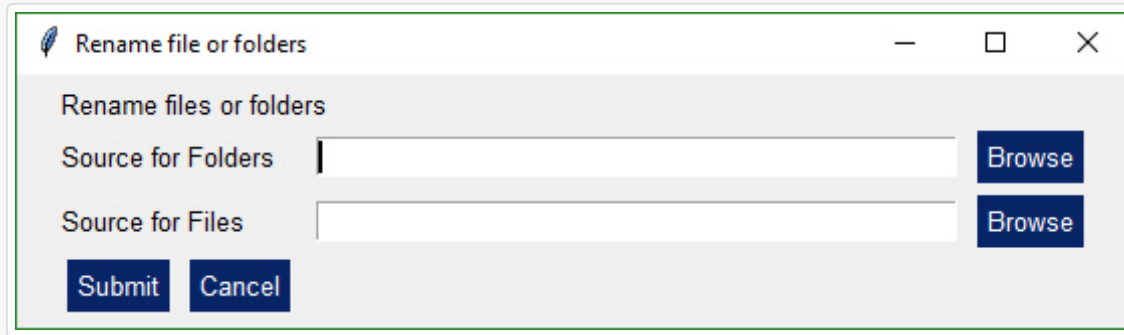 Rename file or folders
Rename files or folders
Source for Folders Browse
Source for Files Browse
Submit Cancel